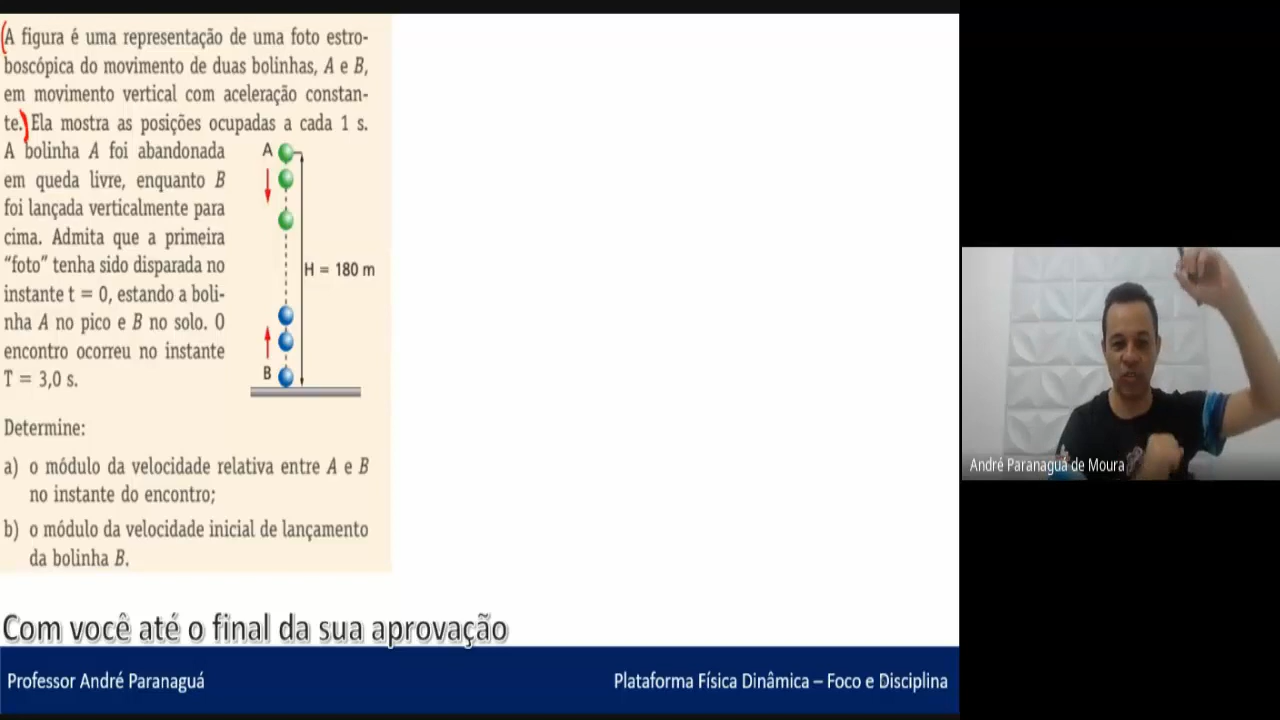 A figura é uma representação de uma foto estro-
boscópica do movimento de duas bolinhas, A e B,
em movimento vertical com aceleração constan-
te. Ela mostra as posições ocupadas a cada 1 s.
A bolinha A foi abandonada
em queda livre, enquanto B
foi lançada verticalmente para
cima. Admita que a primeira
“foto” tenha sido disparada no
instante t = 0, estando a boli-
nha A no pico e B no solo. O
encontro ocorreu no instante
T = 3,0 s.
A
H = 180 m
B
Determine:
a) o módulo da velocidade relativa entre A e B
no instante do encontro;
b) o módulo da velocidade inicial de lançamento
da bolinha B.
Com você até o final da sua aprovação
Professor André Paranaguá
Plataforma Física Dinâmica – Foco e Disciplina
André Paranaguá de Moura